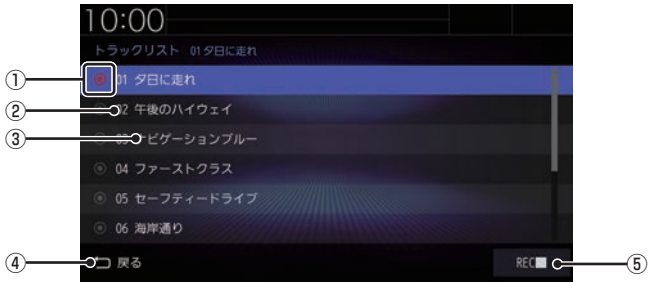 10:00
トラックリスト 01夕日に走れ
① 01 夕日に走れ
② 02 午後のハイウェイ
③ 03 ナビゲーションブルー
04 ファーストクラス
05 セーフティードライブ
06 海岸通り
④ 戻る REC ⑤